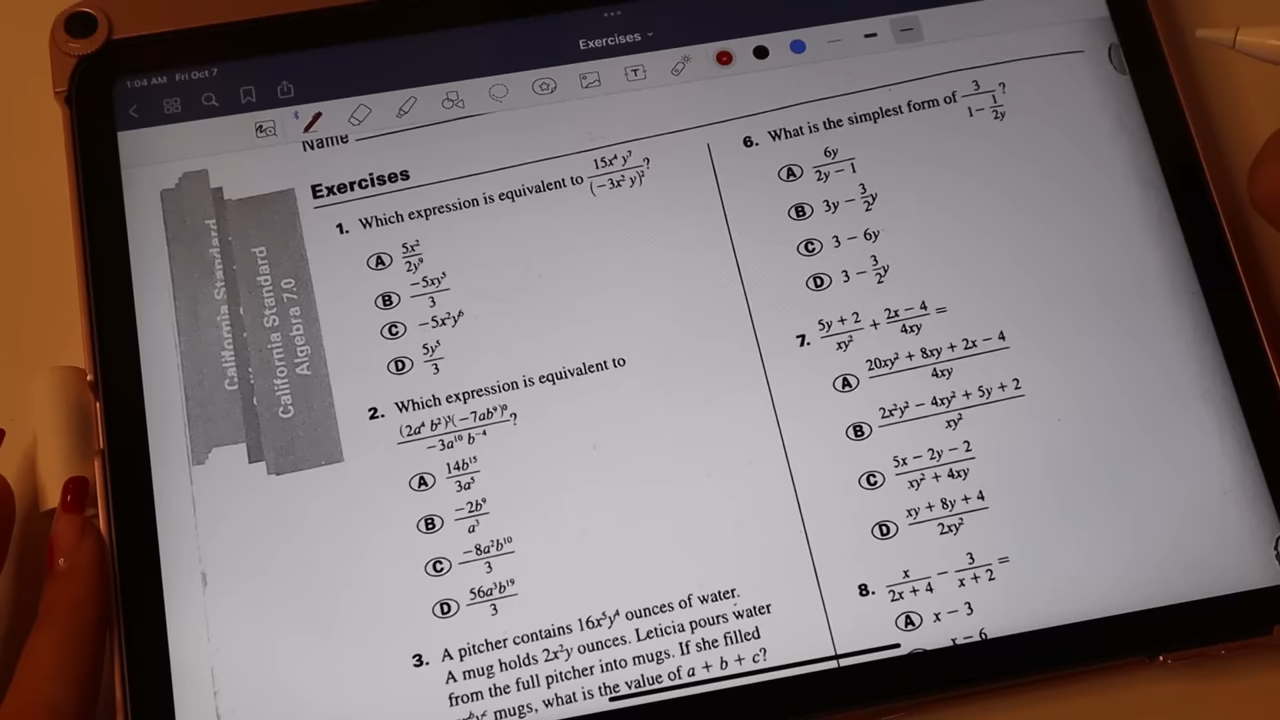 1:04 AM Fri Oct 7
Exercises
Name
California Standard
California Standard
Algebra 7.0
Exercises
1. Which expression is equivalent to 15x⁴y⁷/(−3x²y)²?
A 5x²/2y⁹
B −5xy⁵/3
C −5x²y⁶
D 5y⁵/3
2. Which expression is equivalent to
(2a⁴b²)³(−7ab⁹)⁰/−3a¹⁰b⁻⁴?
A 14b¹⁵/3a⁵
B −2b⁹/a³
C −8a²b¹⁰/3
D 56a³b¹⁹/3
3. A pitcher contains 16x⁵y⁴ ounces of water.
A mug holds 2x²y ounces. Leticia pours water
from the full pitcher into mugs. If she filled
mugs, what is the value of a + b + c?
6. What is the simplest form of 3/(1 − 1/2y)?
A 6y/2y − 1
B 3y − 3/2y
C 3 − 6y
D 3 − 3/2y
7. 5y + 2/xy² + 2x − 4/4xy =
A 20xy² + 8xy + 2x − 4/4xy
B 2x²y² − 4xy² + 5y + 2/xy²
C 5x − 2y − 2/xy² + 4xy
D xy + 8y + 4/2xy²
8. x/2x + 4 − 3/x + 2 =
A x − 3
x − 6